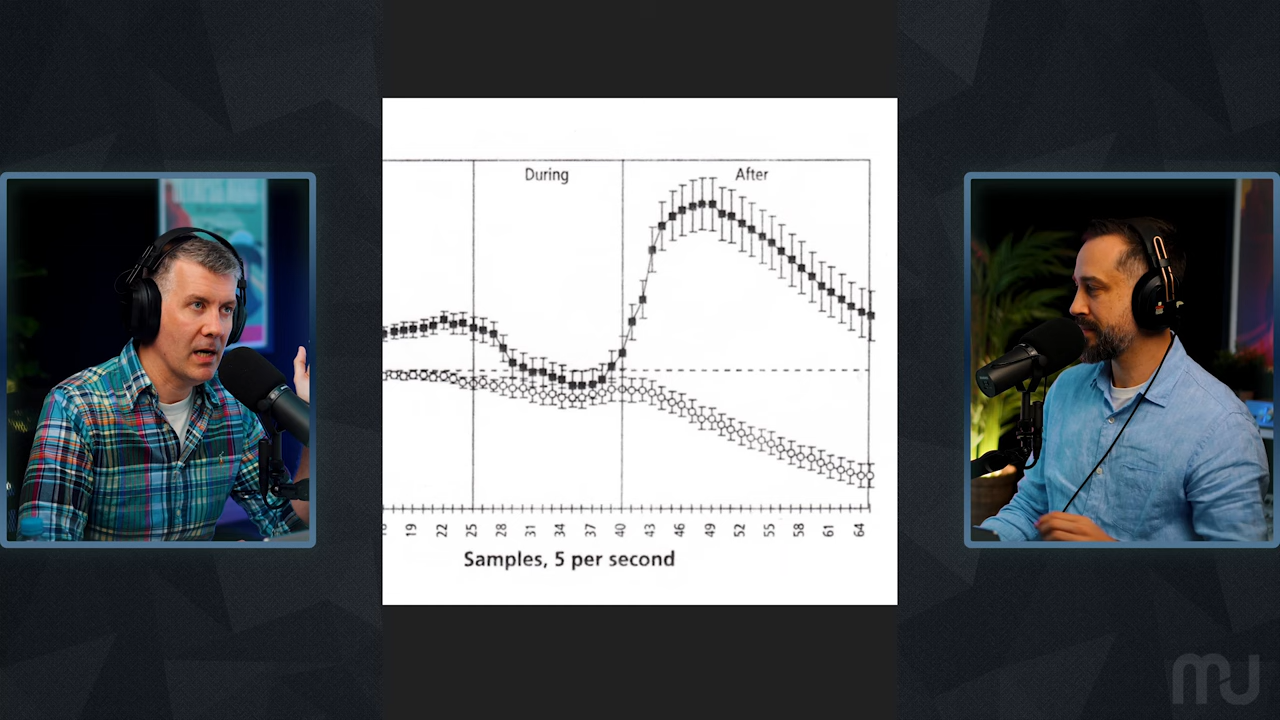 During After
19 22 25 28 31 34 37 40 43 46 49 52 55 58 61 64
Samples, 5 per second
MU